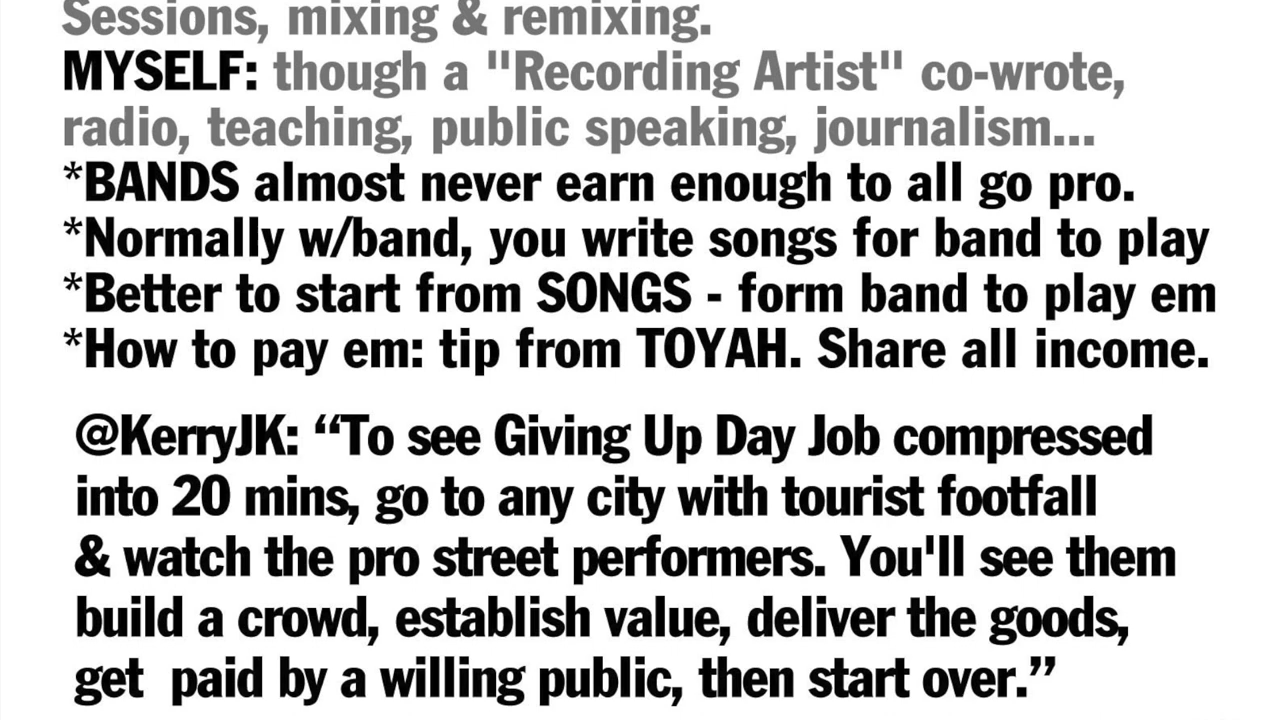 Sessions, mixing & remixing.
MYSELF: though a "Recording Artist" co-wrote,
radio, teaching, public speaking, journalism...
*BANDS almost never earn enough to all go pro.
*Normally w/band, you write songs for band to play
*Better to start from SONGS - form band to play em
*How to pay em: tip from TOYAH. Share all income.
@KerryJK: “To see Giving Up Day Job compressed
into 20 mins, go to any city with tourist footfall
& watch the pro street performers. You'll see them
build a crowd, establish value, deliver the goods,
get  paid by a willing public, then start over.”